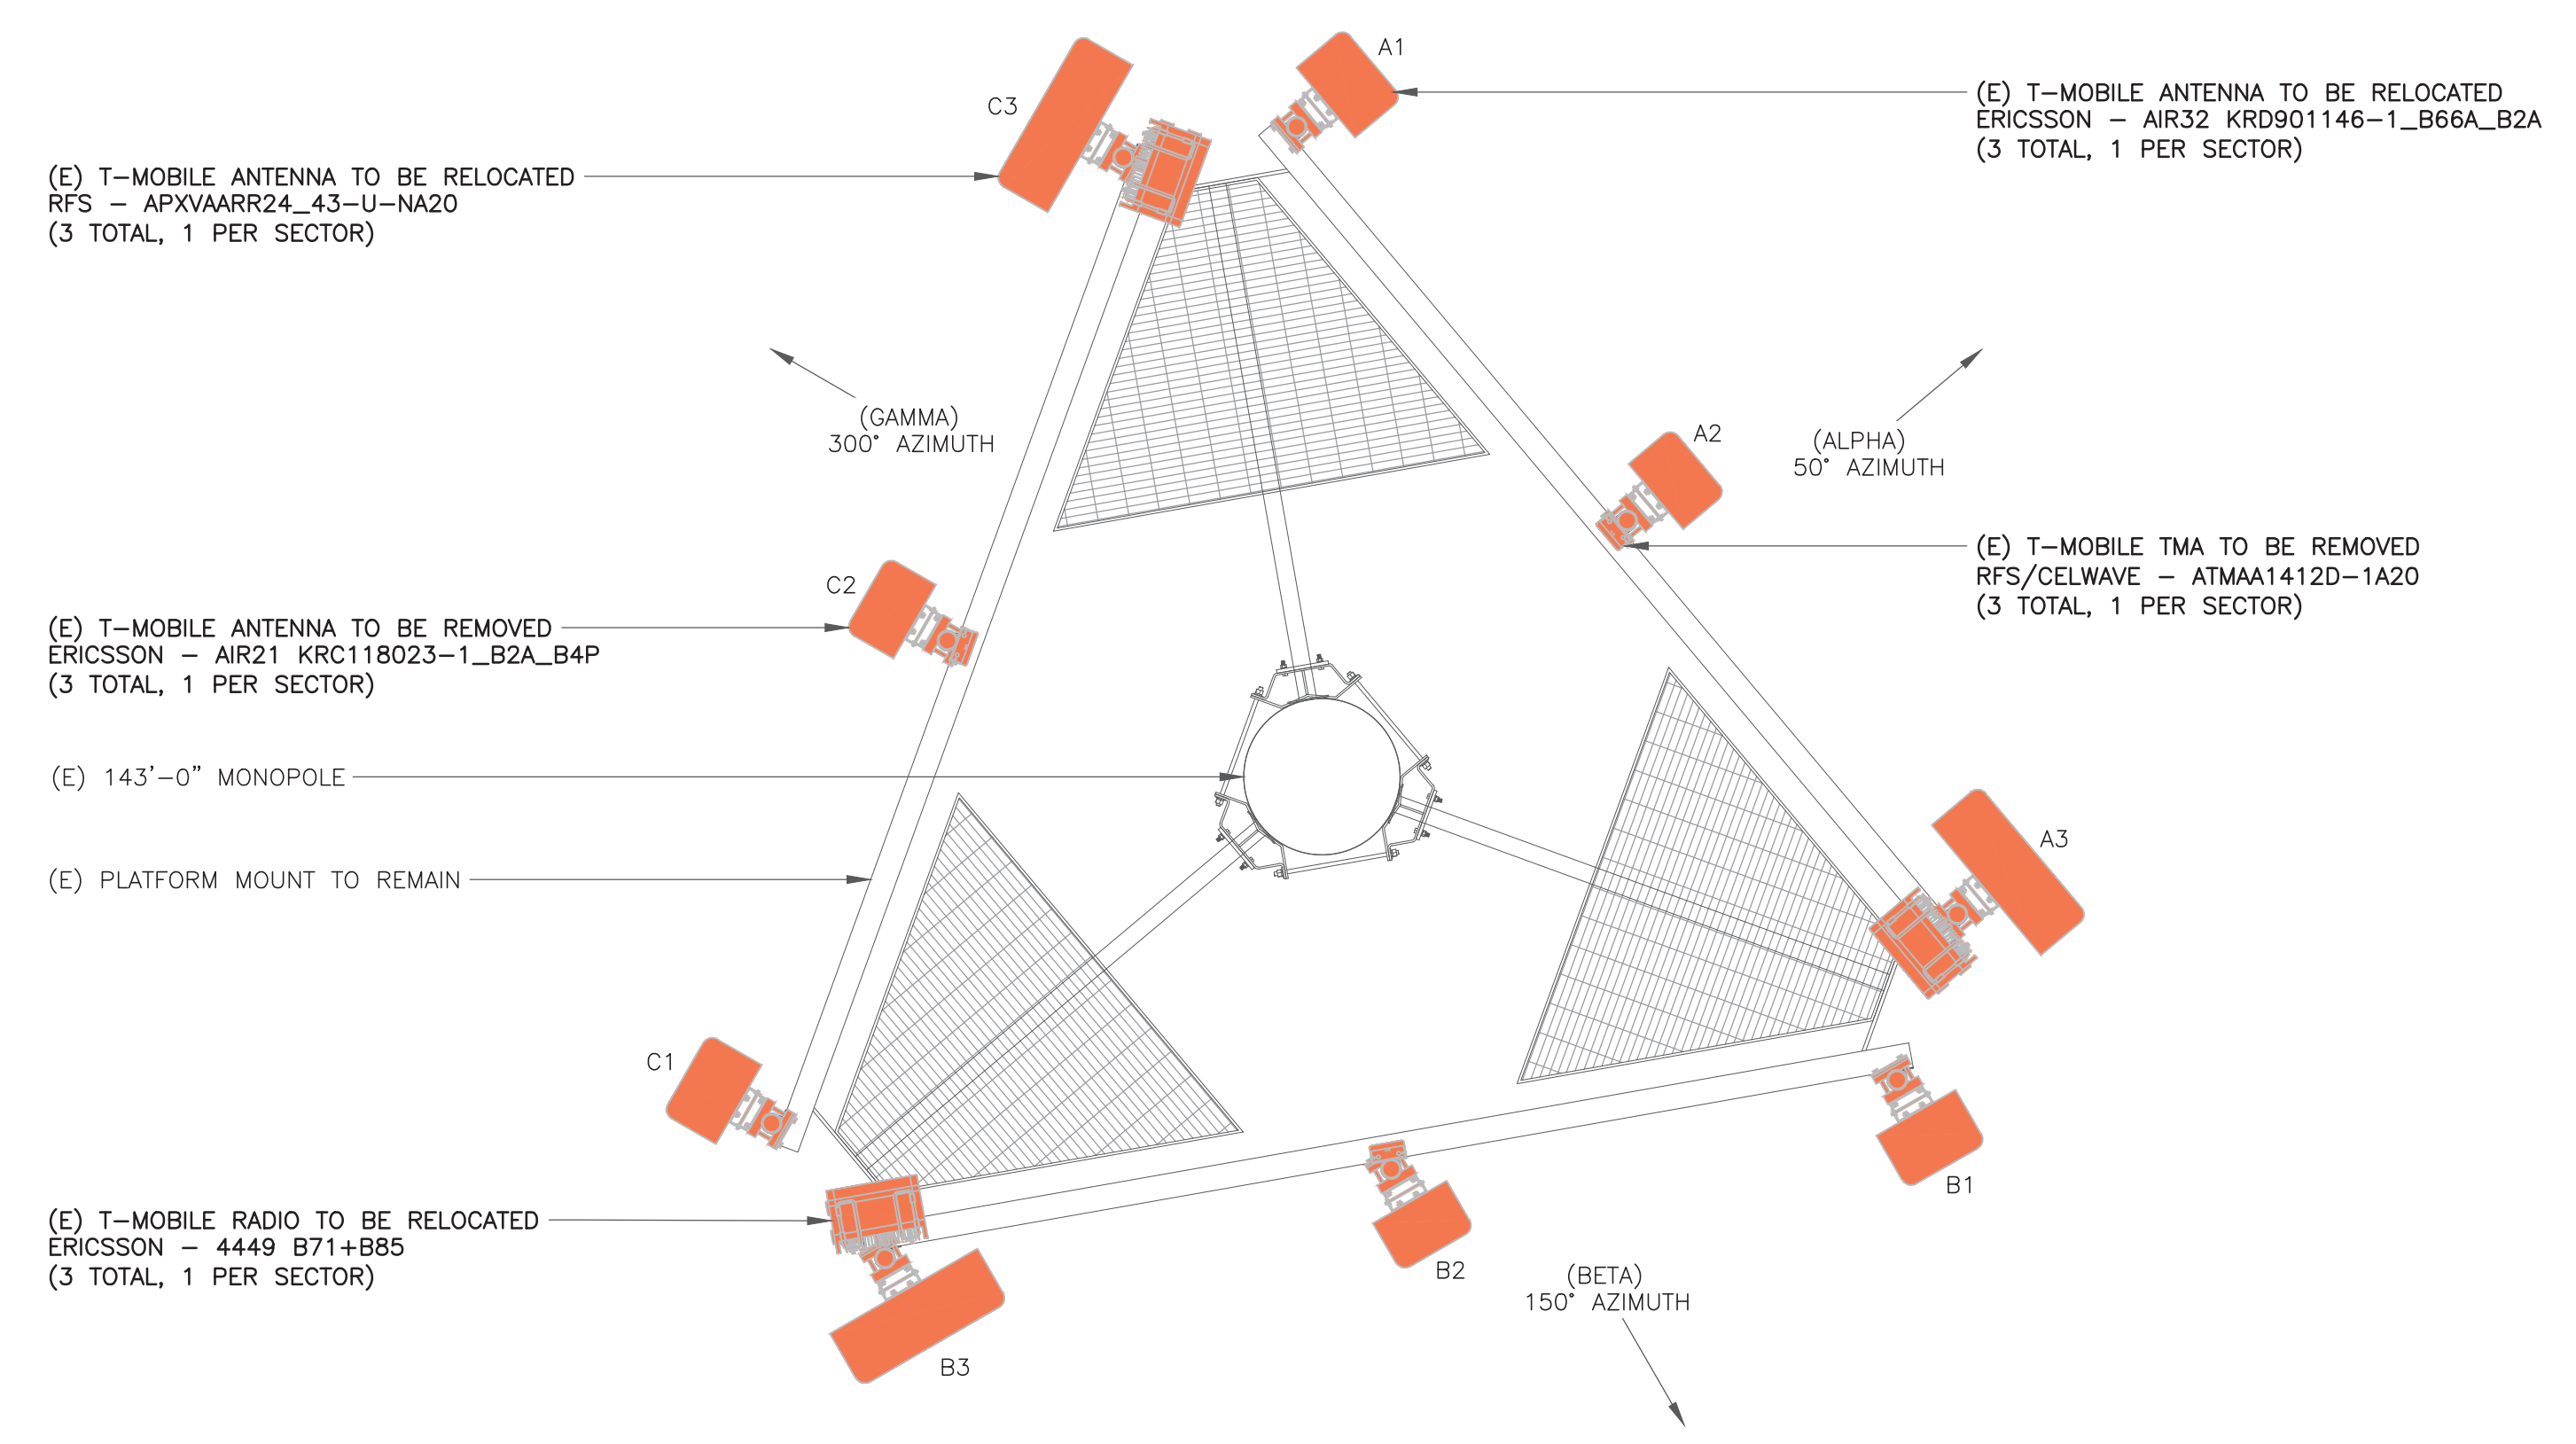 A1
C3
(E) T-MOBILE ANTENNA TO BE RELOCATED
ERICSSON - AIR32 KRD901146-1_B66A_B2A
(3 TOTAL, 1 PER SECTOR)
(E) T-MOBILE ANTENNA TO BE RELOCATED
RFS - APXVAARR24_43-U-NA20
(3 TOTAL, 1 PER SECTOR)
(GAMMA)
300° AZIMUTH
A2
(ALPHA)
50° AZIMUTH
(E) T-MOBILE TMA TO BE REMOVED
RFS/CELWAVE - ATMAA1412D-1A20
(3 TOTAL, 1 PER SECTOR)
C2
(E) T-MOBILE ANTENNA TO BE REMOVED
ERICSSON - AIR21 KRC118023-1_B2A_B4P
(3 TOTAL, 1 PER SECTOR)
(E) 143'-0" MONOPOLE
A3
(E) PLATFORM MOUNT TO REMAIN
C1
B1
(E) T-MOBILE RADIO TO BE RELOCATED
ERICSSON - 4449 B71+B85
(3 TOTAL, 1 PER SECTOR)
B2
(BETA)
150° AZIMUTH
B3